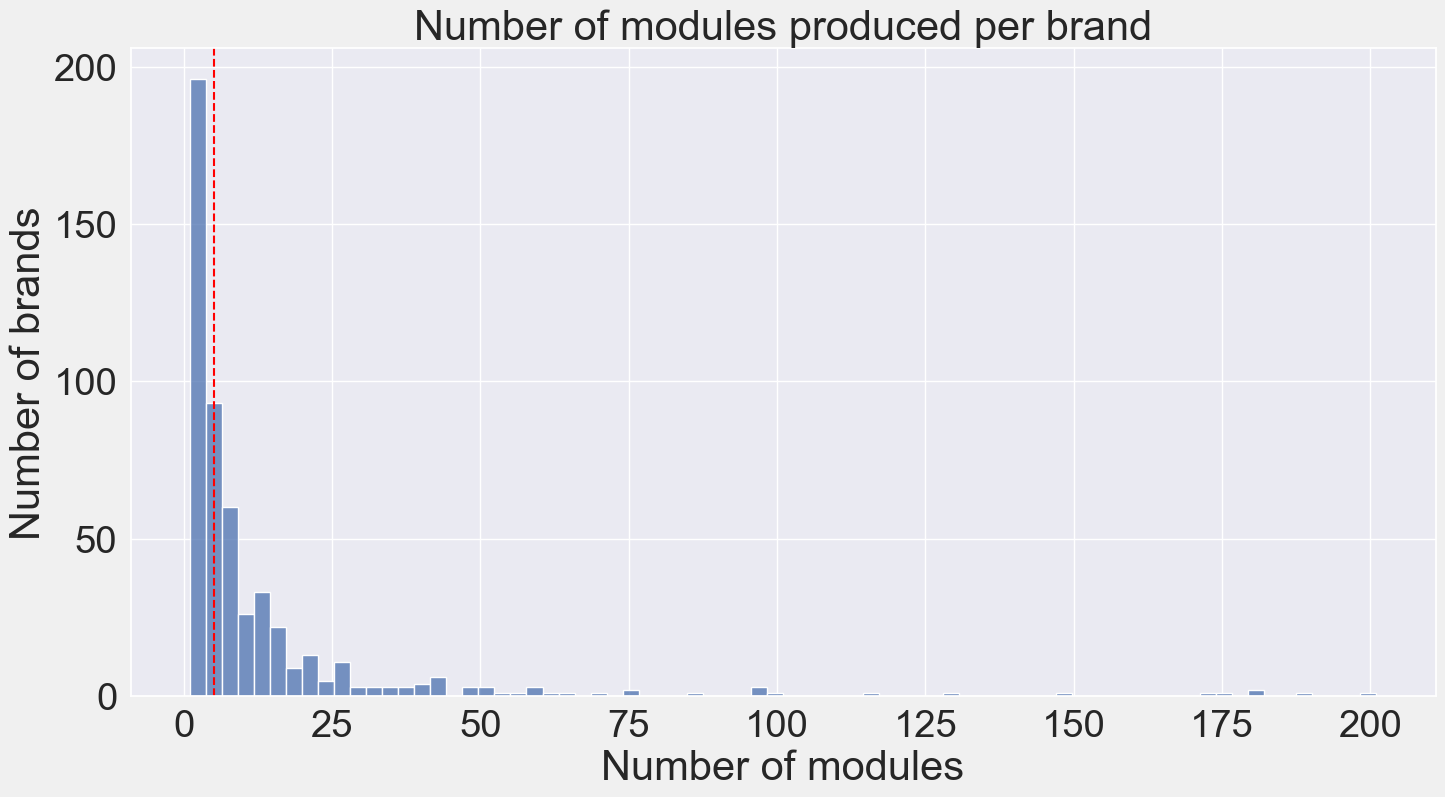 Number of modules produced per brand
200
150
100
50
0
Number of brands
0 25 50 75 100 125 150 175 200
Number of modules